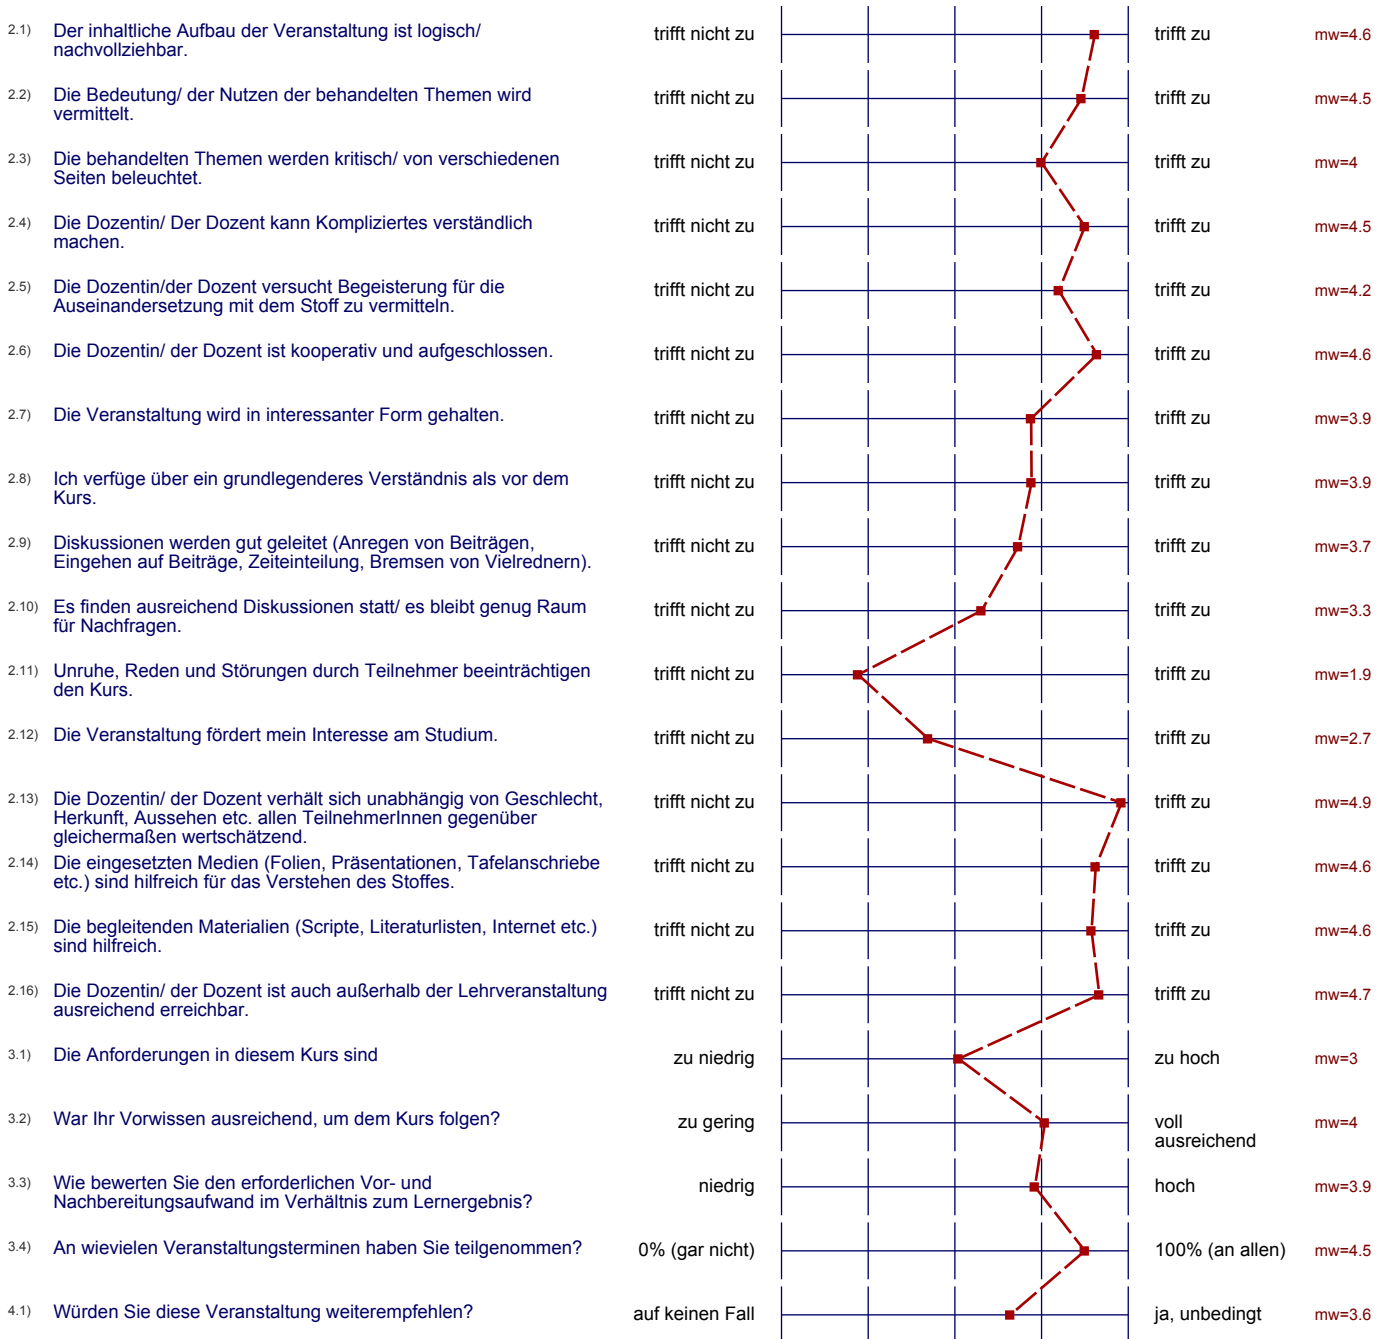 2.1) Der inhaltliche Aufbau der Veranstaltung ist logisch/ trifft nicht zu trifft zu mw=4.6
nachvollziehbar.
2.2) Die Bedeutung/ der Nutzen der behandelten Themen wird trifft nicht zu trifft zu mw=4.5
vermittelt.
2.3) Die behandelten Themen werden kritisch/ von verschiedenen trifft nicht zu trifft zu mw=4
Seiten beleuchtet.
2.4) Die Dozentin/ Der Dozent kann Kompliziertes verständlich trifft nicht zu trifft zu mw=4.5
machen.
2.5) Die Dozentin/der Dozent versucht Begeisterung für die trifft nicht zu trifft zu mw=4.2
Auseinandersetzung mit dem Stoff zu vermitteln.
2.6) Die Dozentin/ der Dozent ist kooperativ und aufgeschlossen. trifft nicht zu trifft zu mw=4.6
2.7) Die Veranstaltung wird in interessanter Form gehalten. trifft nicht zu trifft zu mw=3.9
2.8) Ich verfüge über ein grundlegenderes Verständnis als vor dem trifft nicht zu trifft zu mw=3.9
Kurs.
2.9) Diskussionen werden gut geleitet (Anregen von Beiträgen, trifft nicht zu trifft zu mw=3.7
Eingehen auf Beiträge, Zeiteinteilung, Bremsen von Vielrednern).
2.10) Es finden ausreichend Diskussionen statt/ es bleibt genug Raum trifft nicht zu trifft zu mw=3.3
für Nachfragen.
2.11) Unruhe, Reden und Störungen durch Teilnehmer beeinträchtigen trifft nicht zu trifft zu mw=1.9
den Kurs.
2.12) Die Veranstaltung fördert mein Interesse am Studium. trifft nicht zu trifft zu mw=2.7
2.13) Die Dozentin/ der Dozent verhält sich unabhängig von Geschlecht, trifft nicht zu trifft zu mw=4.9
Herkunft, Aussehen etc. allen TeilnehmerInnen gegenüber
gleichermaßen wertschätzend.
2.14) Die eingesetzten Medien (Folien, Präsentationen, Tafelanschriebe trifft nicht zu trifft zu mw=4.6
etc.) sind hilfreich für das Verstehen des Stoffes.
2.15) Die begleitenden Materialien (Scripte, Literaturlisten, Internet etc.) trifft nicht zu trifft zu mw=4.6
sind hilfreich.
2.16) Die Dozentin/ der Dozent ist auch außerhalb der Lehrveranstaltung trifft nicht zu trifft zu mw=4.7
ausreichend erreichbar.
3.1) Die Anforderungen in diesem Kurs sind zu niedrig zu hoch mw=3
3.2) War Ihr Vorwissen ausreichend, um dem Kurs folgen? zu gering voll mw=4
ausreichend
3.3) Wie bewerten Sie den erforderlichen Vor- und niedrig hoch mw=3.9
Nachbereitungsaufwand im Verhältnis zum Lernergebnis?
3.4) An wievielen Veranstaltungsterminen haben Sie teilgenommen? 0% (gar nicht) 100% (an allen) mw=4.5
4.1) Würden Sie diese Veranstaltung weiterempfehlen? auf keinen Fall ja, unbedingt mw=3.6